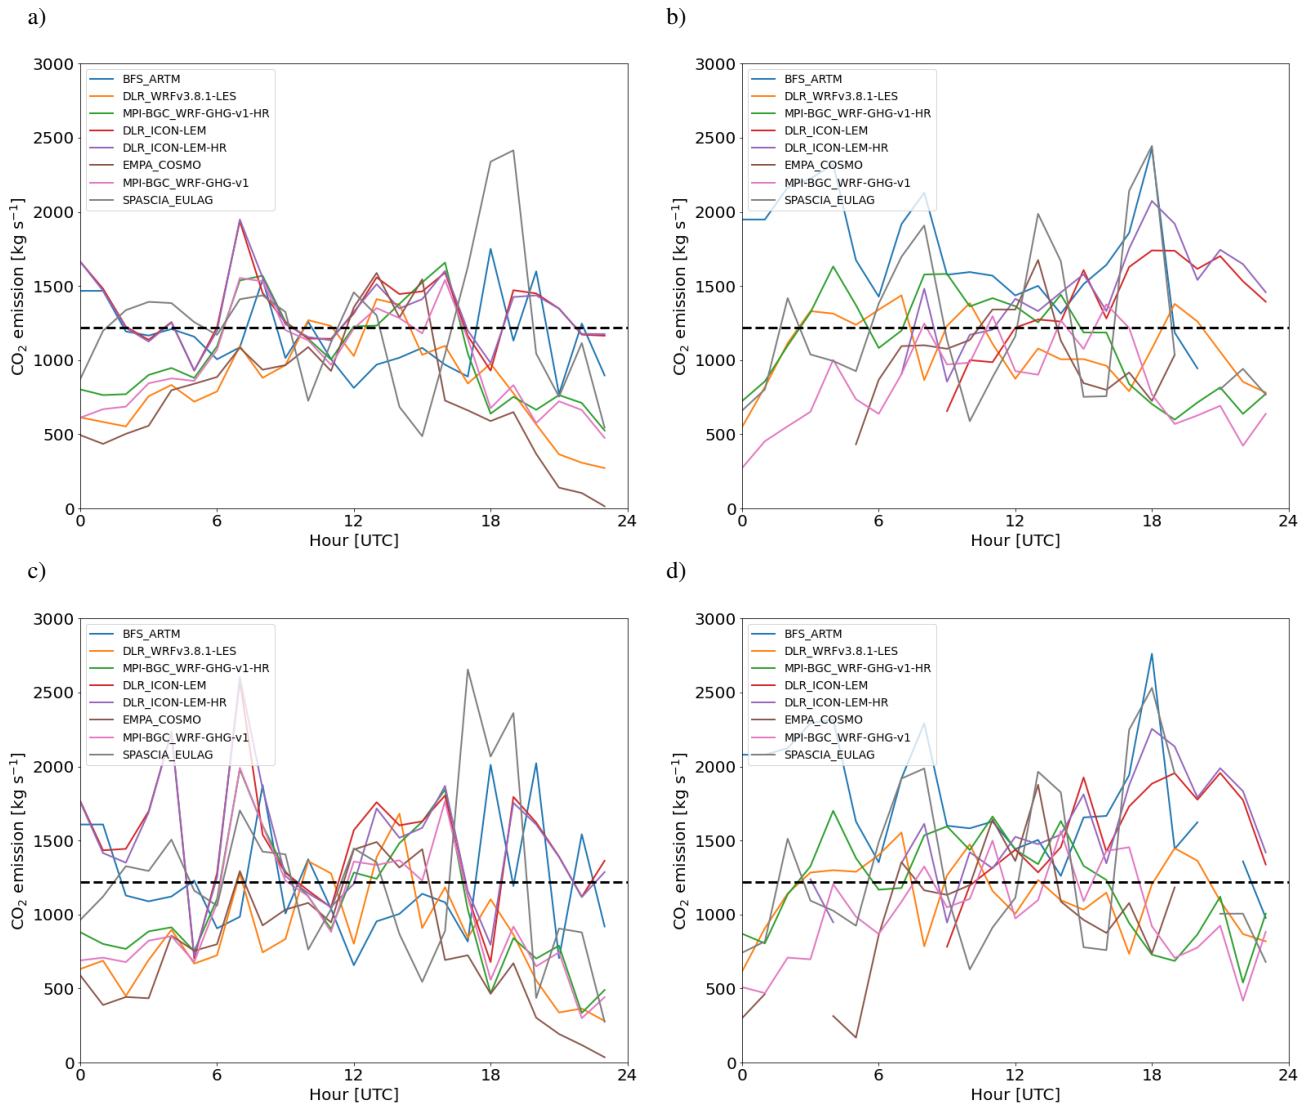 a)
3000
2500
2000
1500
1000
500
0
CO₂ emission [kg s⁻¹]
BFS_ARTM
DLR_WRFv3.8.1-LES
MPI-BGC_WRF-GHG-v1-HR
DLR_ICON-LEM
DLR_ICON-LEM-HR
EMPA_COSMO
MPI-BGC_WRF-GHG-v1
SPASCIA_EULAG
0 6 12 18 24
Hour [UTC]
b)
3000
2500
2000
1500
1000
500
0
CO₂ emission [kg s⁻¹]
BFS_ARTM
DLR_WRFv3.8.1-LES
MPI-BGC_WRF-GHG-v1-HR
DLR_ICON-LEM
DLR_ICON-LEM-HR
EMPA_COSMO
MPI-BGC_WRF-GHG-v1
SPASCIA_EULAG
0 6 12 18 24
Hour [UTC]
c)
3000
2500
2000
1500
1000
500
0
CO₂ emission [kg s⁻¹]
BFS_ARTM
DLR_WRFv3.8.1-LES
MPI-BGC_WRF-GHG-v1-HR
DLR_ICON-LEM
DLR_ICON-LEM-HR
EMPA_COSMO
MPI-BGC_WRF-GHG-v1
SPASCIA_EULAG
0 6 12 18 24
Hour [UTC]
d)
3000
2500
2000
1500
1000
500
0
CO₂ emission [kg s⁻¹]
BFS_ARTM
DLR_WRFv3.8.1-LES
MPI-BGC_WRF-GHG-v1-HR
DLR_ICON-LEM
DLR_ICON-LEM-HR
EMPA_COSMO
MPI-BGC_WRF-GHG-v1
SPASCIA_EULAG
0 6 12 18 24
Hour [UTC]